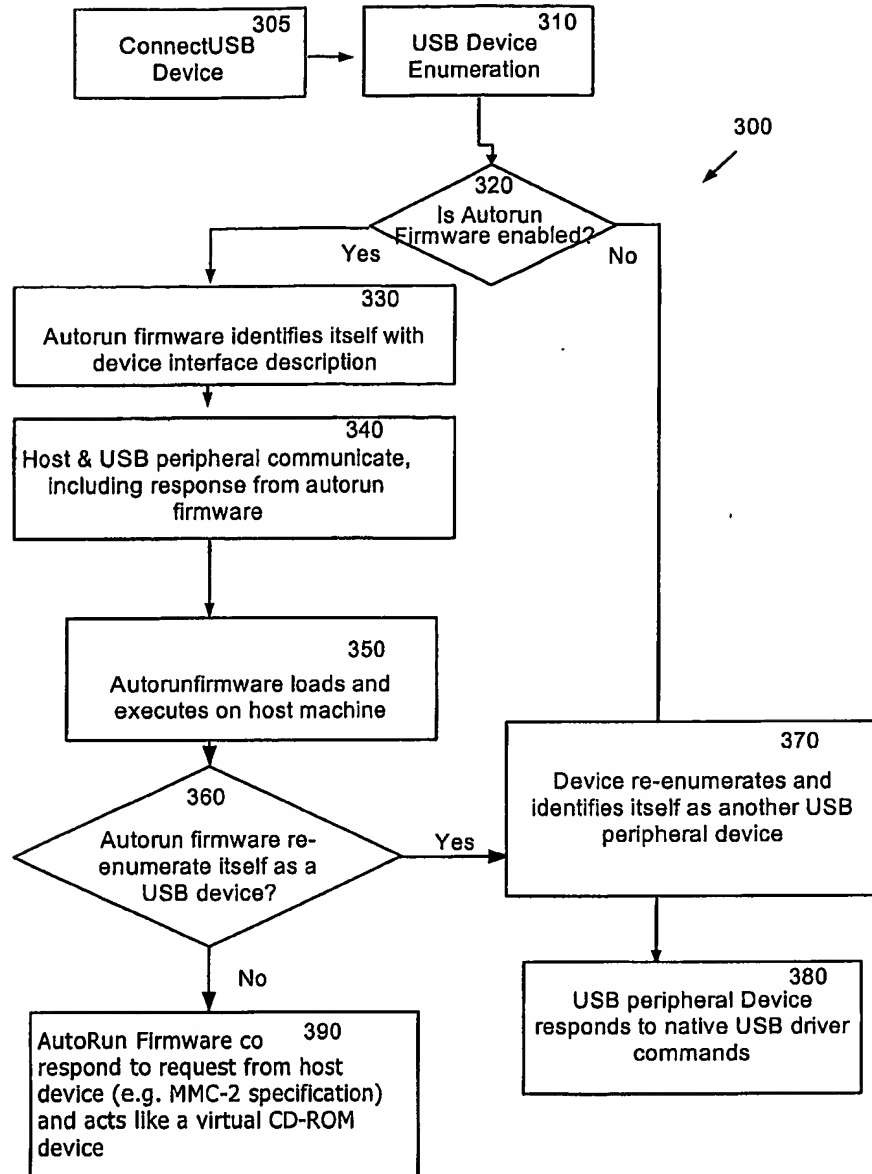 305
ConnectUSB
Device
310
USB Device
Enumeration
300
320
Is Autorun
Firmware enabled?
Yes
No
330
Autorun firmware identifies itself with
device interface description
340
Host & USB peripheral communicate,
including response from autorun
firmware
350
Autorunfirmware loads and
executes on host machine
360
Autorun firmware re-
enumerate itself as a
USB device?
Yes
No
370
Device re-enumerates and
identifies itself as another USB
peripheral device
380
USB peripheral Device
responds to native USB driver
commands
390
AutoRun Firmware co
respond to request from host
device (e.g. MMC-2 specification)
and acts like a virtual CD-ROM
device